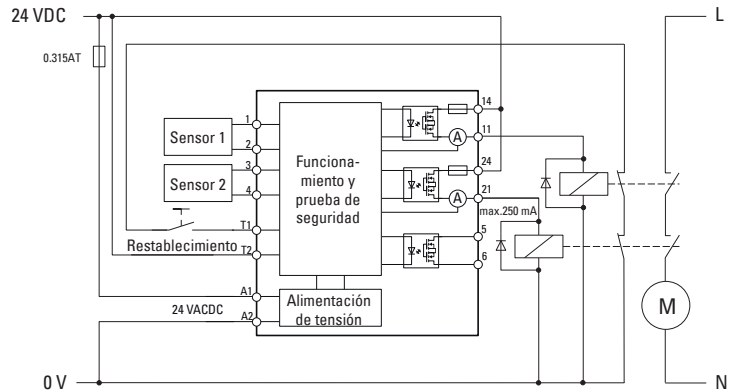 24 VDC
L
0.315AT
14
1
Sensor 1
2
11
A
3
Sensor 2
4
24
Funciona-
miento y
prueba de
seguridad
21
A
max.250 mA
T1
Restablecimiento T2
5
6
A1
24 VACDC
A2
Alimentación
de tensión
M
0 V
N